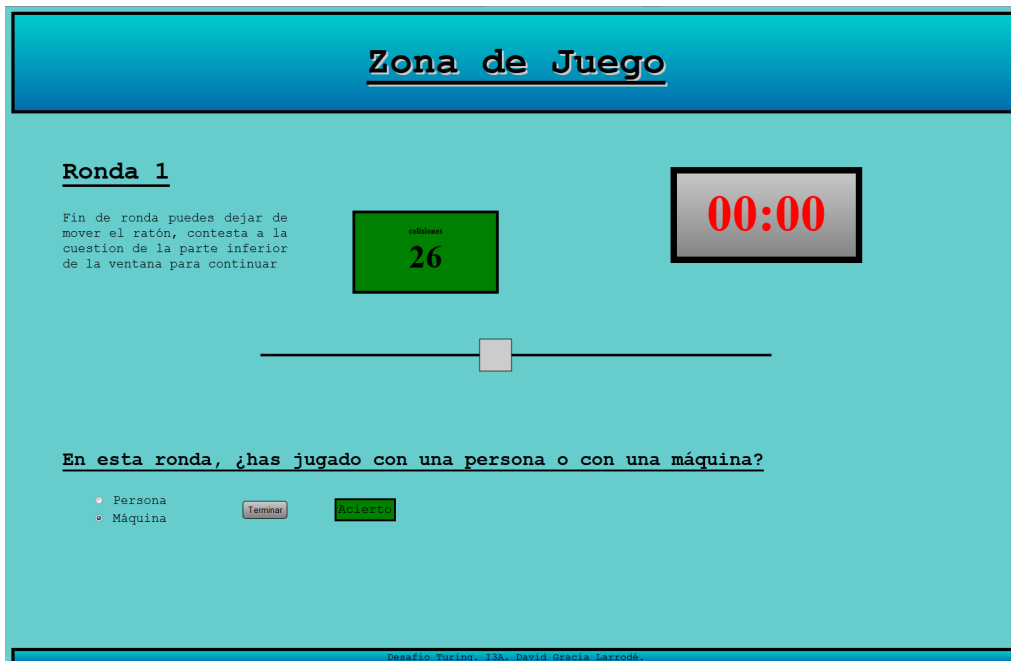 Zona de Juego
Ronda 1
Fin de ronda puedes dejar de
mover el ratón, contesta a la
cuestion de la parte inferior
de la ventana para continuar
colisiones
26
00:00
En esta ronda, ¿has jugado con una persona o con una máquina?
Persona
Máquina
Terminar
Acierto
Desafío Turing. I3A. David Gracia Larrodé.